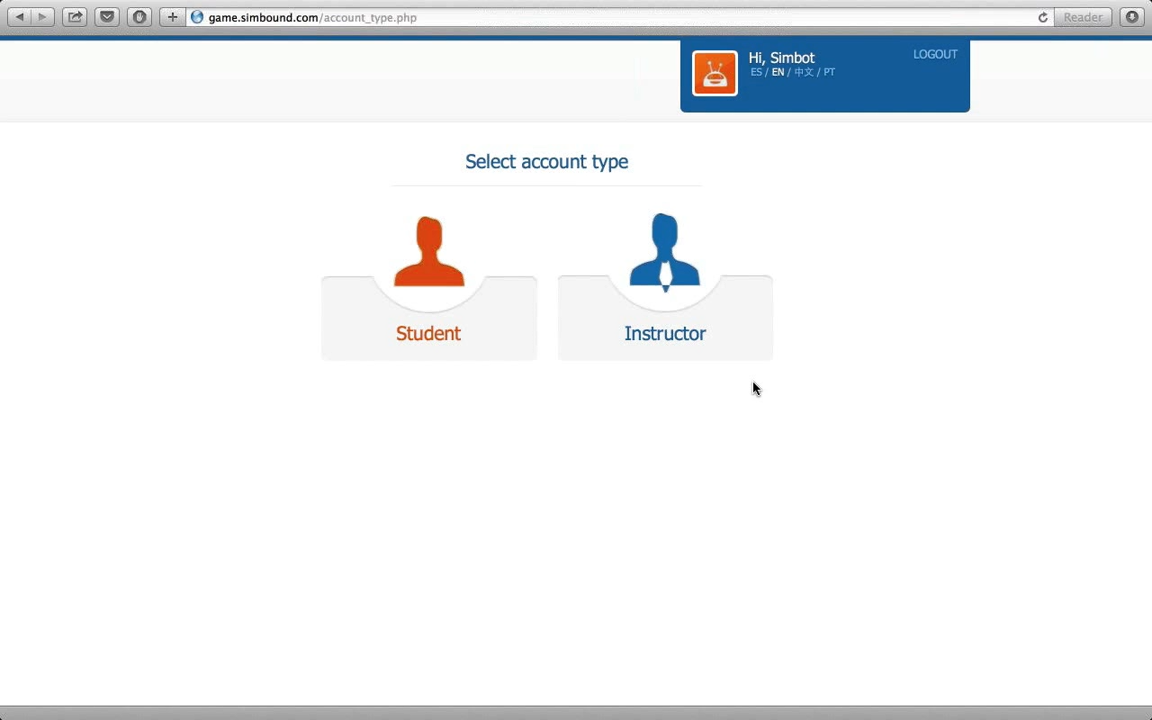 game.simbound.com/account_type.php
Reader
Hi, Simbot
LOGOUT
ES / EN / 中文 / PT
Select account type
Student
Instructor